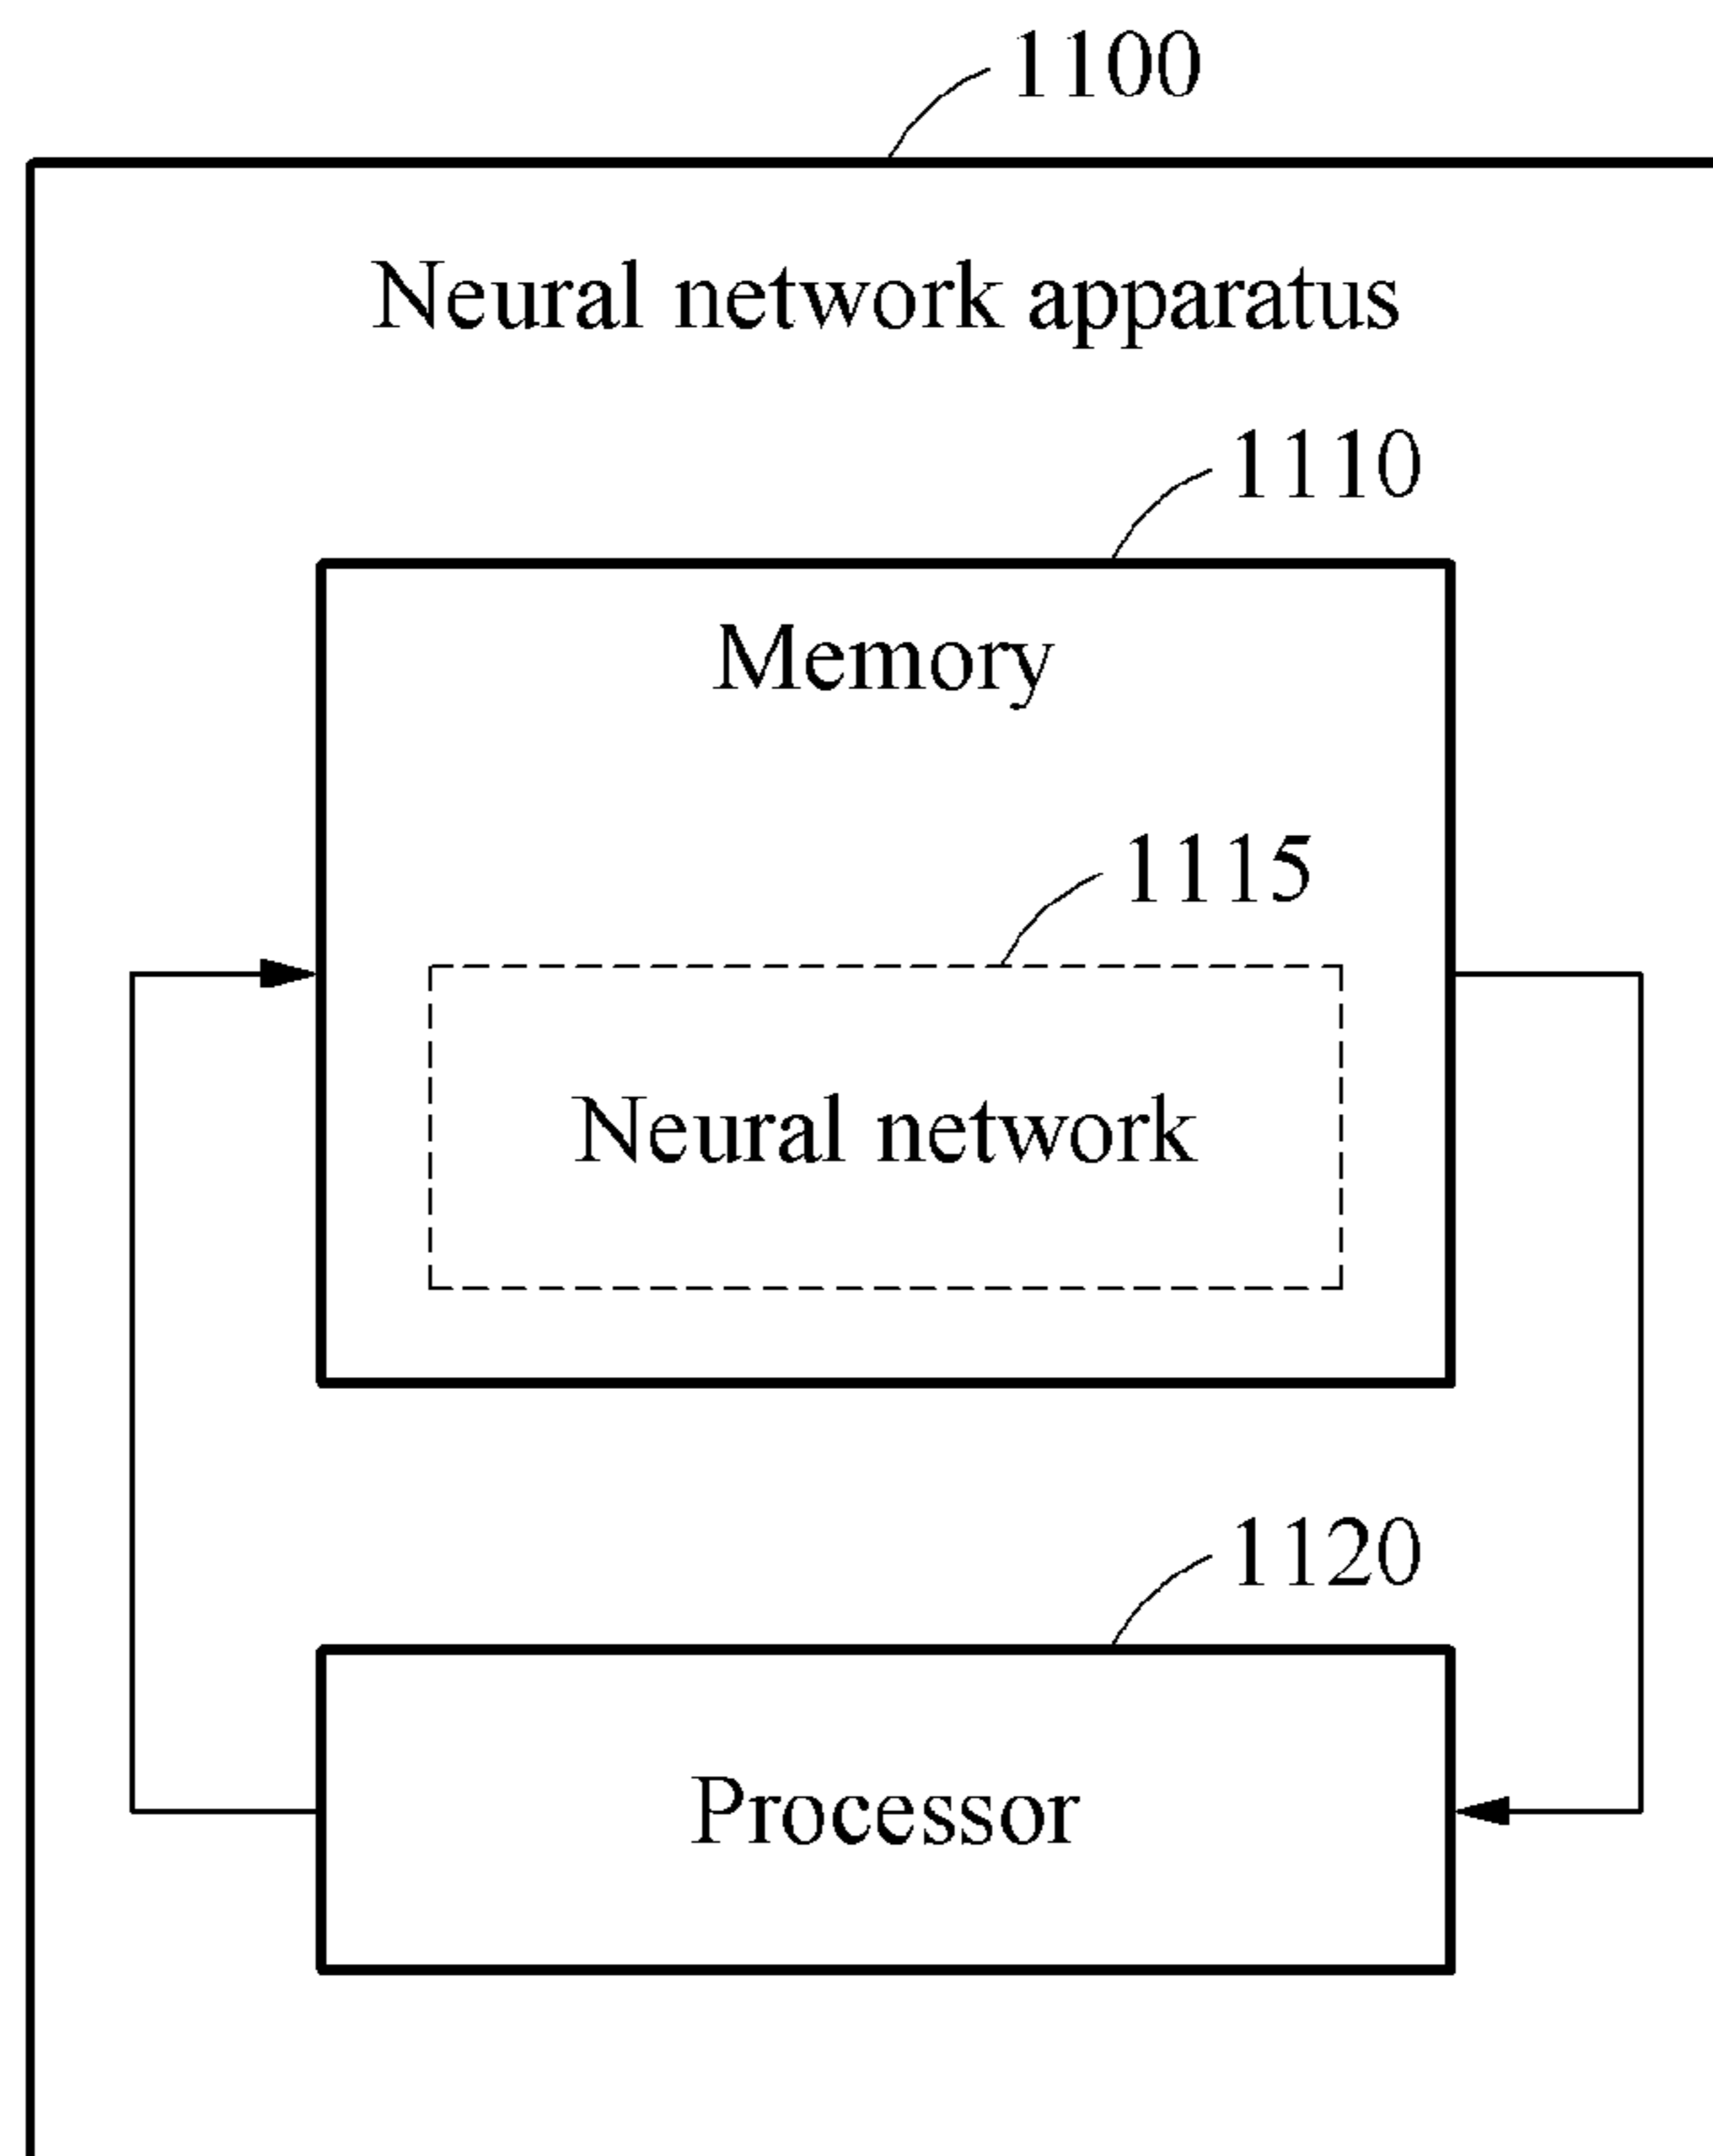 1100
Neural network apparatus
1110
Memory
1115
Neural network
1120
Processor